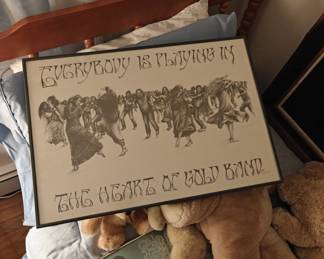 EVERYBODY IS PLAYING IN
THE HEART OF GOLD BAND